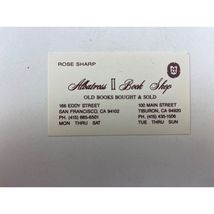 ROSE SHARP
Albatross II Book Shop
OLD BOOKS BOUGHT & SOLD
166 EDDY STREET
SAN FRANCISCO, CA 94102
PH. (415) 885-6501
MON THRU SAT
100 MAIN STREET
TIBURON, CA 94920
PH. (415) 435-1506
TUE THRU SUN